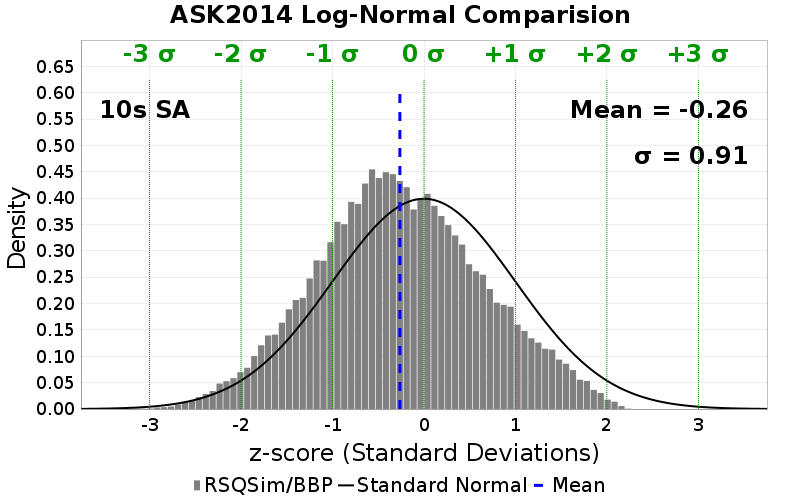 ASK2014 Log-Normal Comparision
-3 σ -2 σ -1 σ 0 σ +1 σ +2 σ +3 σ
10s SA
Mean = -0.26
σ = 0.91
Density
0.65
0.60
0.55
0.50
0.45
0.40
0.35
0.30
0.25
0.20
0.15
0.10
0.05
0.00
-3 -2 -1 0 1 2 3
z-score (Standard Deviations)
RSQSim/BBP Standard Normal Mean